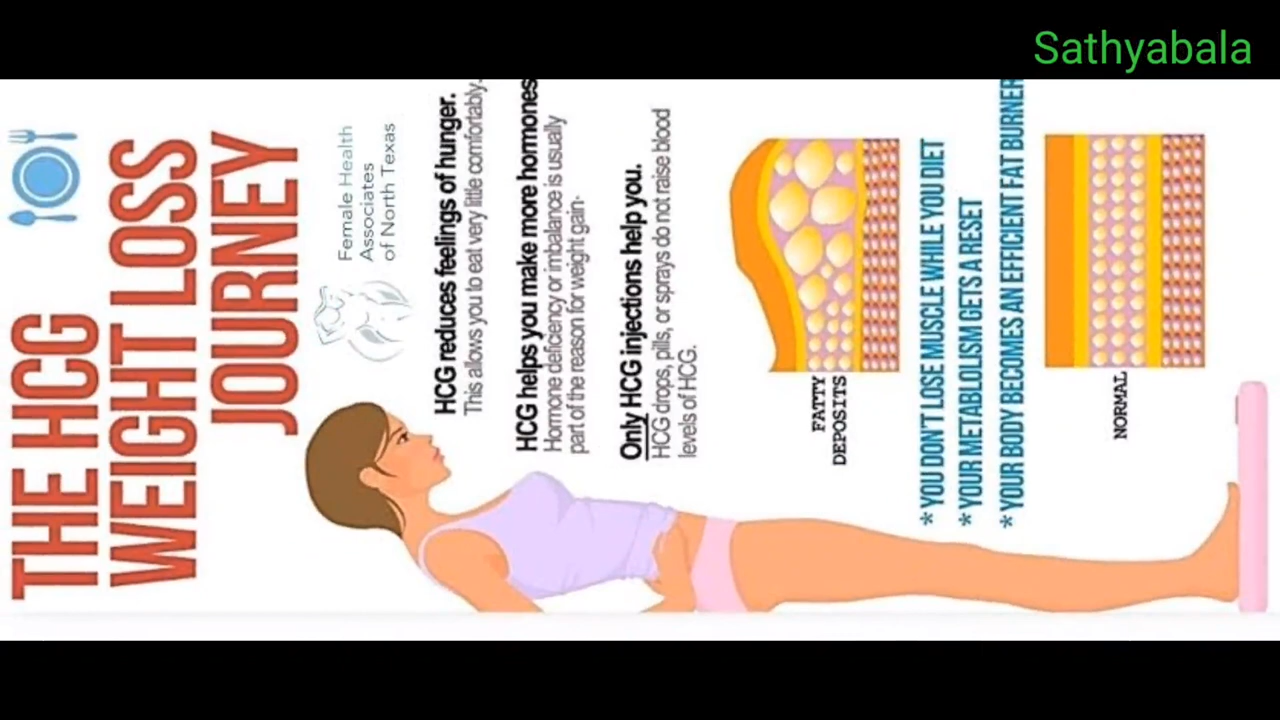 Sathyabala
THE HCG
WEIGHT LOSS
JOURNEY
Female Health
Associates
of North Texas
HCG reduces feelings of hunger.
This allows you to eat very little comfortably.
HCG helps you make more hormones
Hormone deficiency or imbalance is usually
part of the reason for weight gain-
Only HCG injections help you.
HCG drops, pills, or sprays do not raise blood
levels of HCG.
FATTY
DEPOSITS
* YOU DON'T LOSE MUSCLE WHILE YOU DIET
* YOUR METABLOLISM GETS A RESET
* YOUR BODY BECOMES AN EFFICIENT FAT BURNER
NORMAL